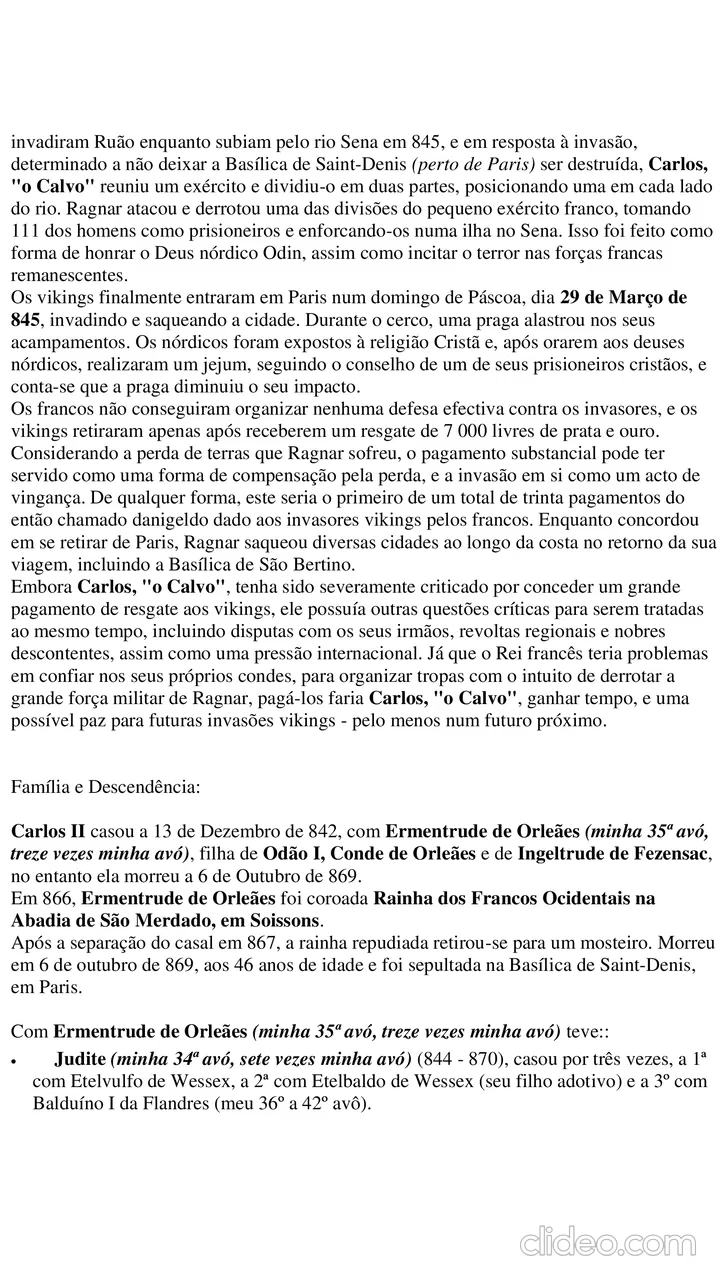 invadiram Ruão enquanto subiam pelo rio Sena em 845, e em resposta à invasão,
determinado a não deixar a Basílica de Saint-Denis (perto de Paris) ser destruída, Carlos,
"o Calvo" reuniu um exército e dividiu-o em duas partes, posicionando uma em cada lado
do rio. Ragnar atacou e derrotou uma das divisões do pequeno exército franco, tomando
111 dos homens como prisioneiros e enforcando-os numa ilha no Sena. Isso foi feito como
forma de honrar o Deus nórdico Odin, assim como incitar o terror nas forças francas
remanescentes.
Os vikings finalmente entraram em Paris num domingo de Páscoa, dia 29 de Março de
845, invadindo e saqueando a cidade. Durante o cerco, uma praga alastrou nos seus
acampamentos. Os nórdicos foram expostos à religião Cristã e, após orarem aos deuses
nórdicos, realizaram um jejum, seguindo o conselho de um de seus prisioneiros cristãos, e
conta-se que a praga diminuiu o seu impacto.
Os francos não conseguiram organizar nenhuma defesa efectiva contra os invasores, e os
vikings retiraram apenas após receberem um resgate de 7 000 livres de prata e ouro.
Considerando a perda de terras que Ragnar sofreu, o pagamento substancial pode ter
servido como uma forma de compensação pela perda, e a invasão em si como um acto de
vingança. De qualquer forma, este seria o primeiro de um total de trinta pagamentos do
então chamado danigeldo dado aos invasores vikings pelos francos. Enquanto concordou
em se retirar de Paris, Ragnar saqueou diversas cidades ao longo da costa no retorno da sua
viagem, incluindo a Basílica de São Bertino.
Embora Carlos, "o Calvo", tenha sido severamente criticado por conceder um grande
pagamento de resgate aos vikings, ele possuía outras questões críticas para serem tratadas
ao mesmo tempo, incluindo disputas com os seus irmãos, revoltas regionais e nobres
descontentes, assim como uma pressão internacional. Já que o Rei francês teria problemas
em confiar nos seus próprios condes, para organizar tropas com o intuito de derrotar a
grande força militar de Ragnar, pagá-los faria Carlos, "o Calvo", ganhar tempo, e uma
possível paz para futuras invasões vikings - pelo menos num futuro próximo.
Família e Descendência:
Carlos II casou a 13 de Dezembro de 842, com Ermentrude de Orleães (minha 35ª avó,
treze vezes minha avó), filha de Odão I, Conde de Orleães e de Ingeltrude de Fezensac,
no entanto ela morreu a 6 de Outubro de 869.
Em 866, Ermentrude de Orleães foi coroada Rainha dos Francos Ocidentais na
Abadia de São Merdado, em Soissons.
Após a separação do casal em 867, a rainha repudiada retirou-se para um mosteiro. Morreu
em 6 de outubro de 869, aos 46 anos de idade e foi sepultada na Basílica de Saint-Denis,
em Paris.
Com Ermentrude de Orleães (minha 35ª avó, treze vezes minha avó) teve::
• Judite (minha 34ª avó, sete vezes minha avó) (844 - 870), casou por três vezes, a 1ª
com Etelvulfo de Wessex, a 2ª com Etelbaldo de Wessex (seu filho adotivo) e a 3º com
Balduíno I da Flandres (meu 36º a 42º avô).
clideo.com